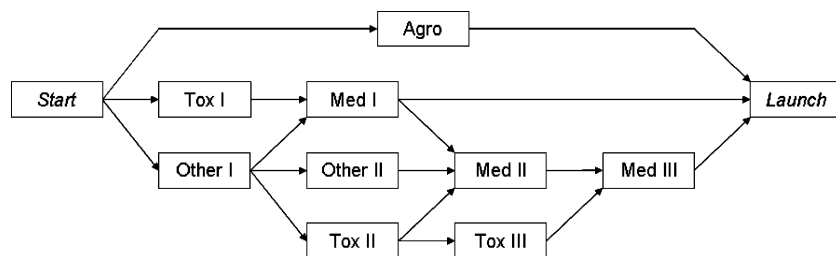 Agro
Start
Tox I
Med I
Launch
Other I
Other II
Med II
Med III
Tox II
Tox III